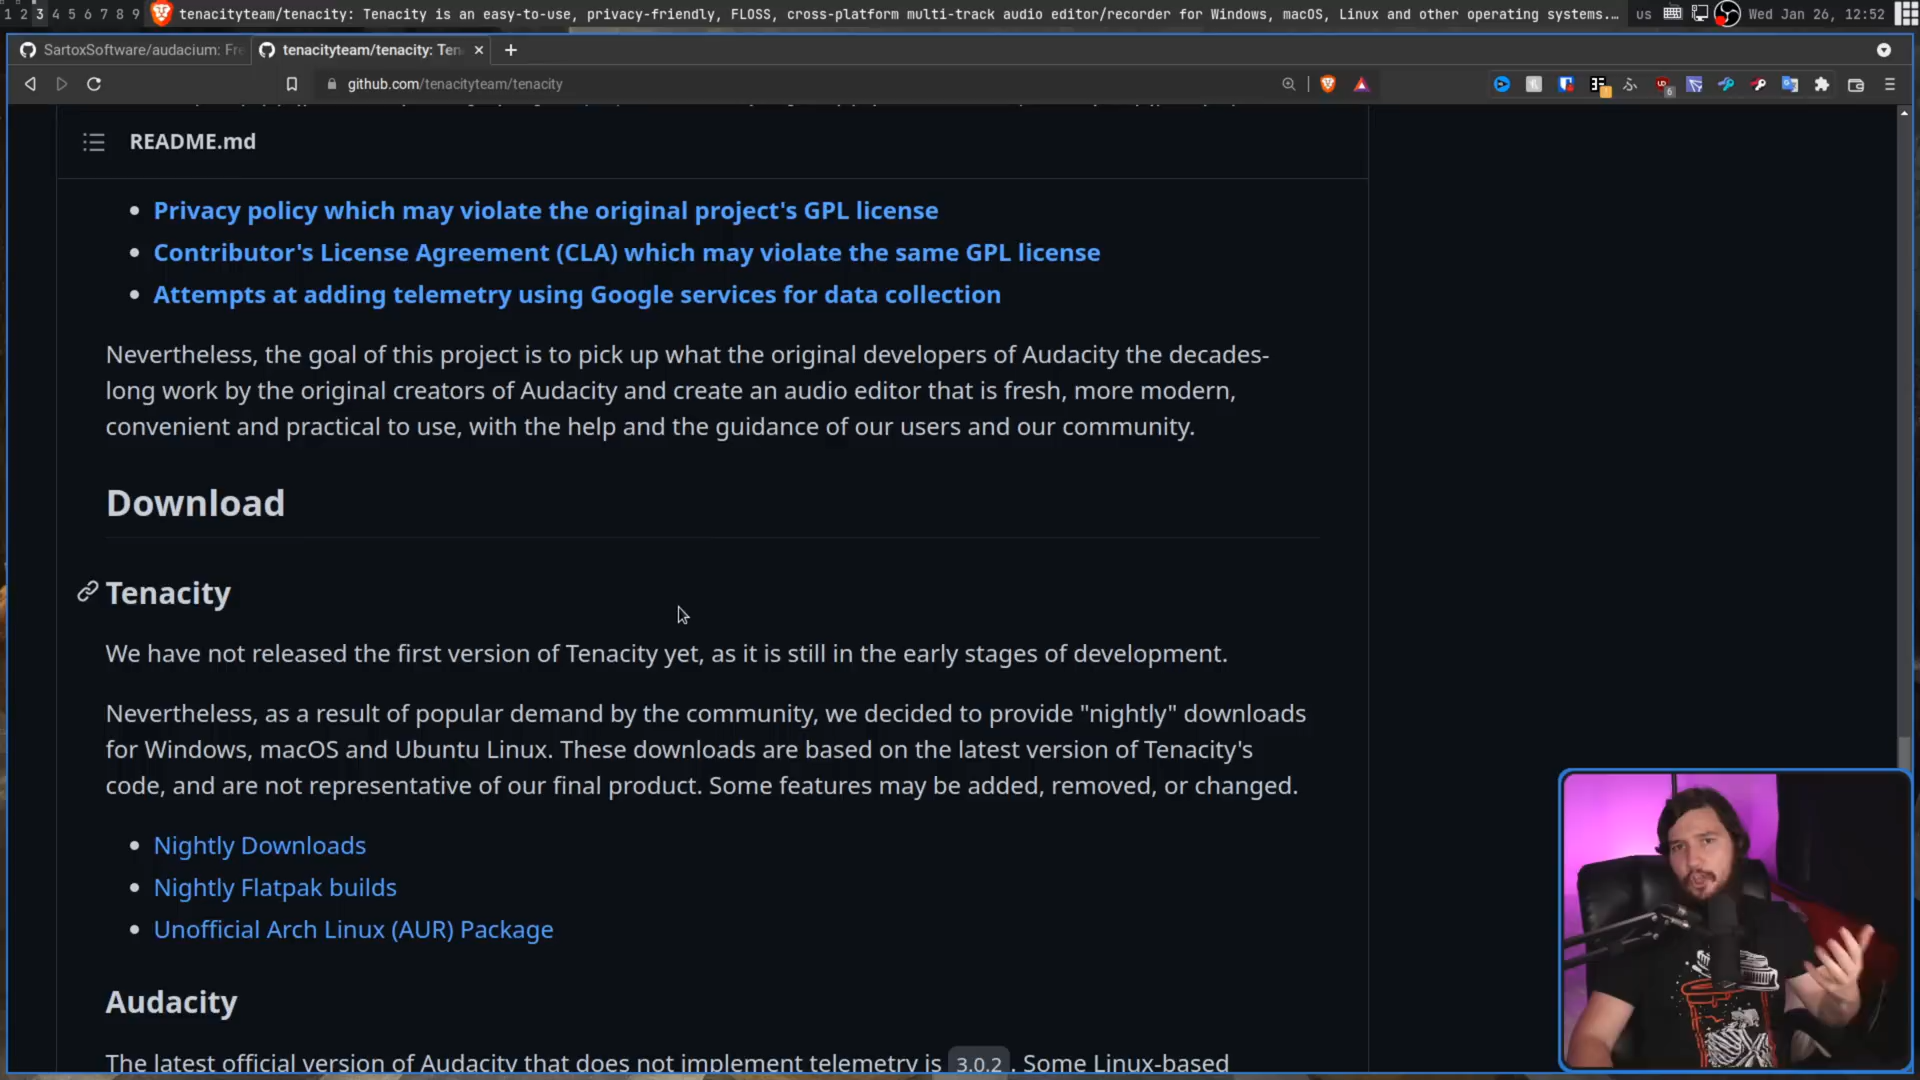 1 2 3 4 5 6 7 8 9 tenacityteam/tenacity: Tenacity is an easy-to-use, privacy-friendly, FLOSS, cross-platform multi-track audio editor/recorder for Windows, macOS, Linux and other operating systems... us Wed Jan 26, 12:52
SartoxSoftware/audacium: Fre tenacityteam/tenacity: Ten
github.com/tenacityteam/tenacity
README.md
Privacy policy which may violate the original project's GPL license
Contributor's License Agreement (CLA) which may violate the same GPL license
Attempts at adding telemetry using Google services for data collection
Nevertheless, the goal of this project is to pick up what the original developers of Audacity the decades-
long work by the original creators of Audacity and create an audio editor that is fresh, more modern,
convenient and practical to use, with the help and the guidance of our users and our community.
Download
Tenacity
We have not released the first version of Tenacity yet, as it is still in the early stages of development.
Nevertheless, as a result of popular demand by the community, we decided to provide "nightly" downloads
for Windows, macOS and Ubuntu Linux. These downloads are based on the latest version of Tenacity's
code, and are not representative of our final product. Some features may be added, removed, or changed.
Nightly Downloads
Nightly Flatpak builds
Unofficial Arch Linux (AUR) Package
Audacity
The latest official version of Audacity that does not implement telemetry is 3.0.2. Some Linux-based